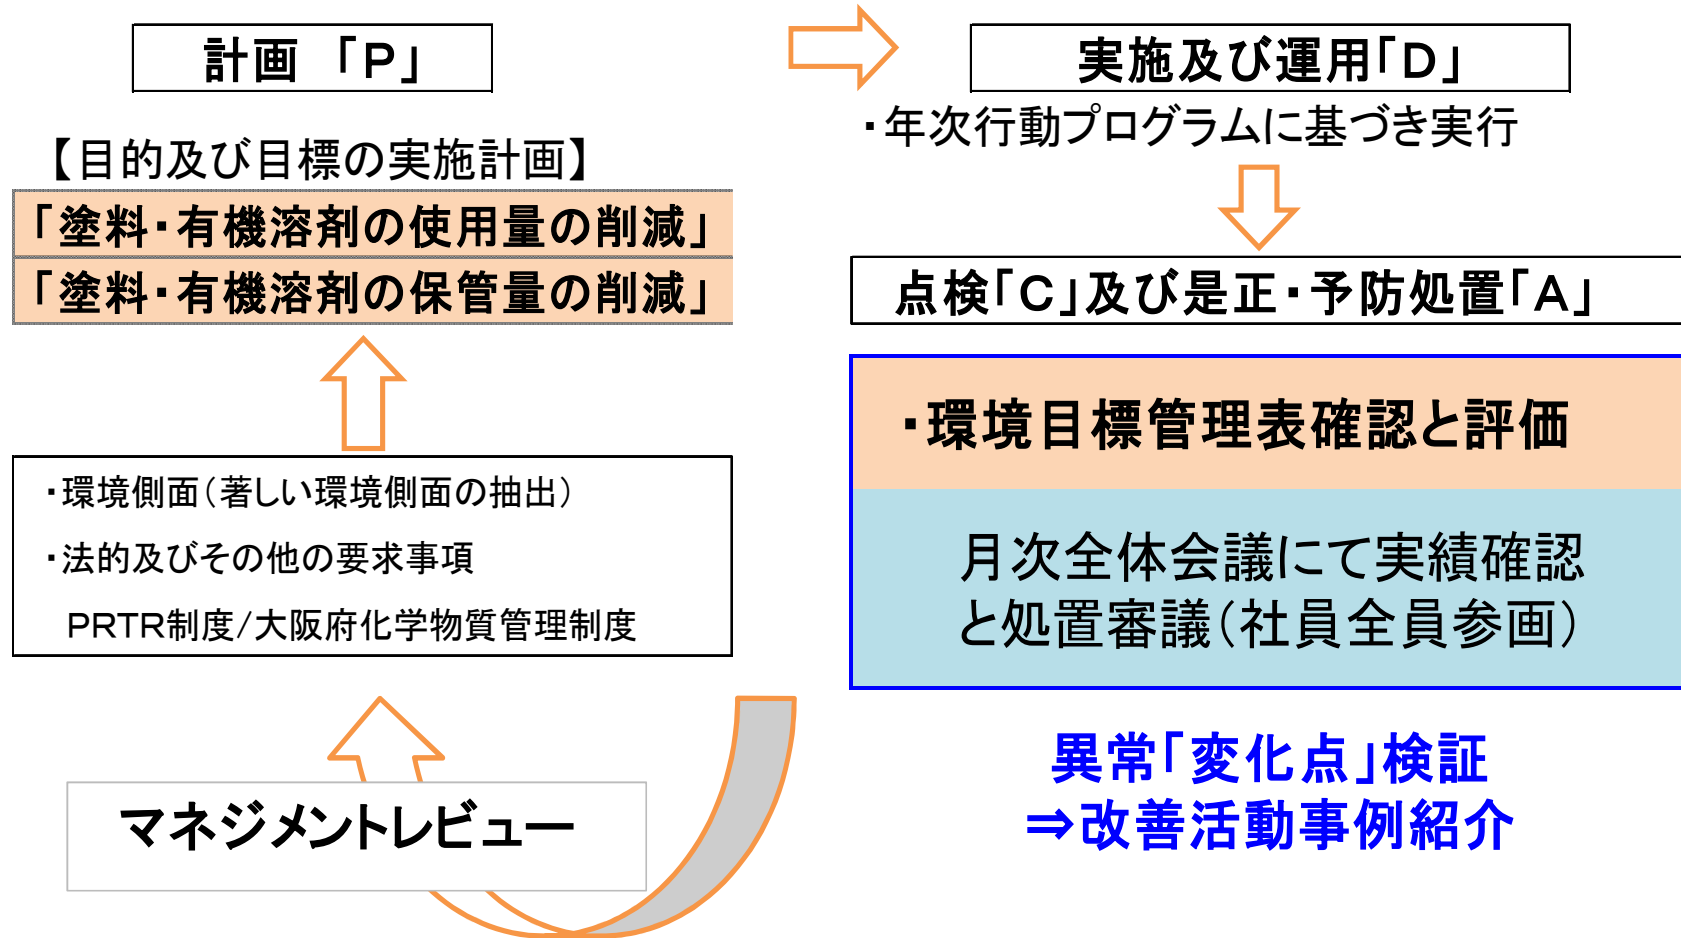 計画 「P」
【目的及び目標の実施計画】
「塗料・有機溶剤の使用量の削減」
「塗料・有機溶剤の保管量の削減」
・環境側面（著しい環境側面の抽出）
・法的及びその他の要求事項
PRTR制度/大阪府化学物質管理制度
マネジメントレビュー
実施及び運用「D」
・年次行動プログラムに基づき実行
点検「C」及び是正・予防処置「A」
・環境目標管理表確認と評価
月次全体会議にて実績確認
と処置審議（社員全員参画）
異常「変化点」検証
⇒改善活動事例紹介